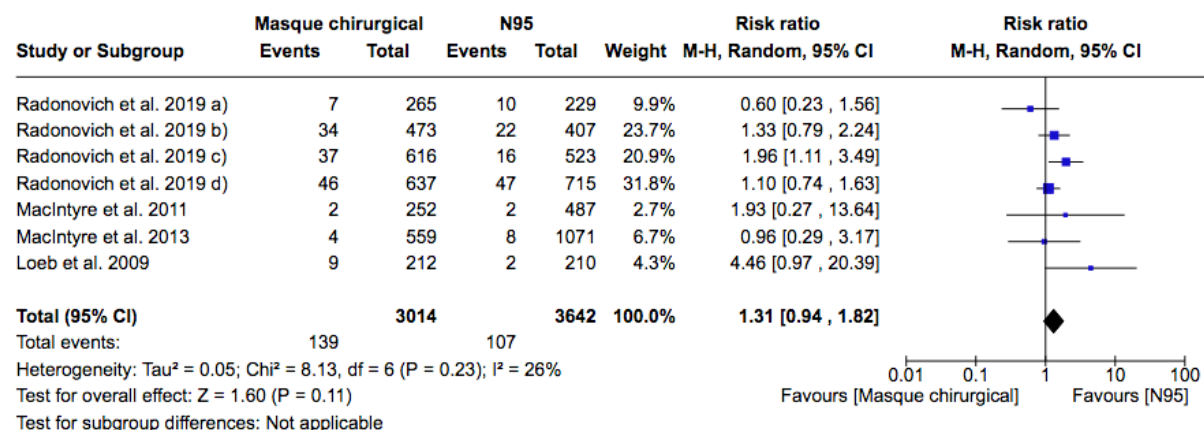 Masque chirurgical N95 Risk ratio Risk ratio
Study or Subgroup Events Total Events Total Weight M-H, Random, 95% CI M-H, Random, 95% CI
Radonovich et al. 2019 a) 7 265 10 229 9.9% 0.60 [0.23 , 1.56]
Radonovich et al. 2019 b) 34 473 22 407 23.7% 1.33 [0.79 , 2.24]
Radonovich et al. 2019 c) 37 616 16 523 20.9% 1.96 [1.11 , 3.49]
Radonovich et al. 2019 d) 46 637 47 715 31.8% 1.10 [0.74 , 1.63]
MacIntyre et al. 2011 2 252 2 487 2.7% 1.93 [0.27 , 13.64]
MacIntyre et al. 2013 4 559 8 1071 6.7% 0.96 [0.29 , 3.17]
Loeb et al. 2009 9 212 2 210 4.3% 4.46 [0.97 , 20.39]
Total (95% CI) 3014 3642 100.0% 1.31 [0.94 , 1.82]
Total events: 139 107
Heterogeneity: Tau² = 0.05; Chi² = 8.13, df = 6 (P = 0.23); I² = 26%
0.01 0.1 1 10 100
Test for overall effect: Z = 1.60 (P = 0.11)
Favours [Masque chirurgical] Favours [N95]
Test for subgroup differences: Not applicable